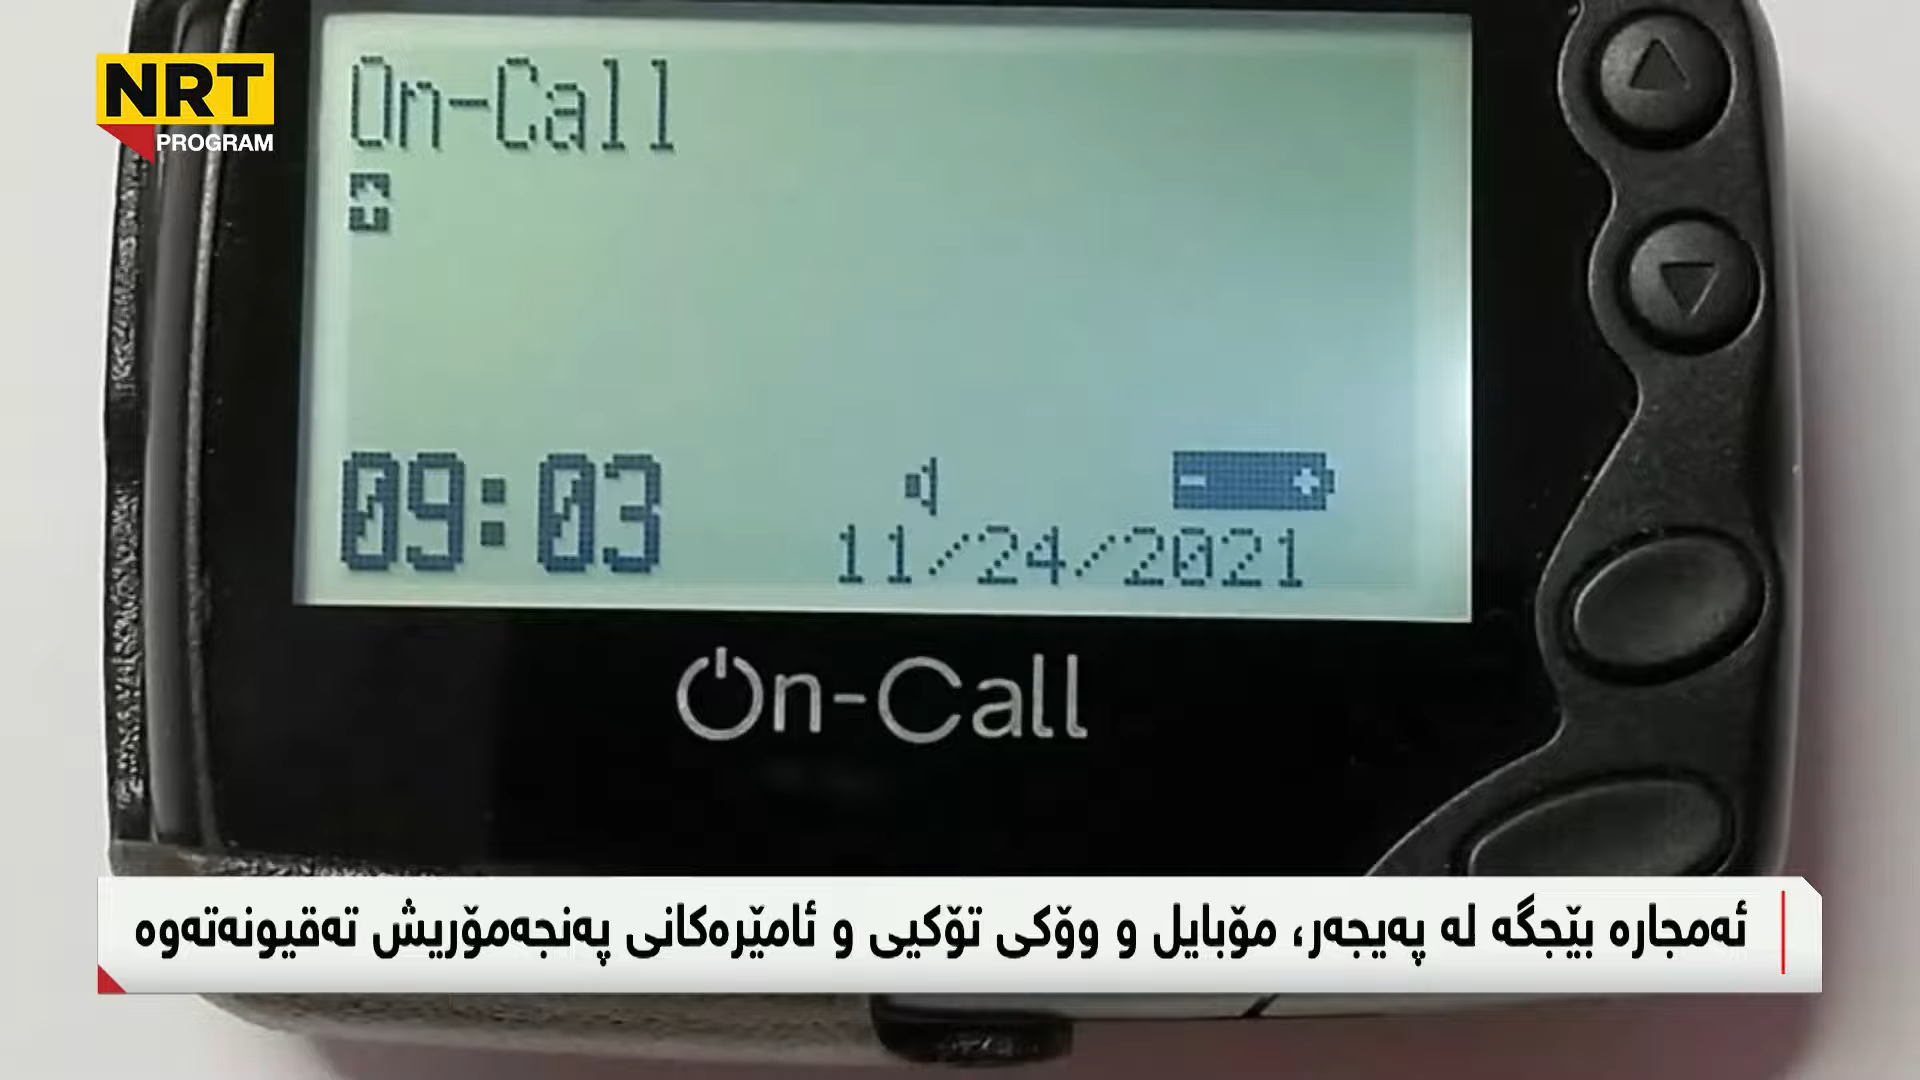 NRT
PROGRAM
On-Call
09:03
11/24/2021
On-Call
ئەمجارە بێجگە لە پەیجەر، مۆبایل و وۆکی تۆکیی و ئامێرەکانی پەنجەمۆریش تەقیونەتەوە